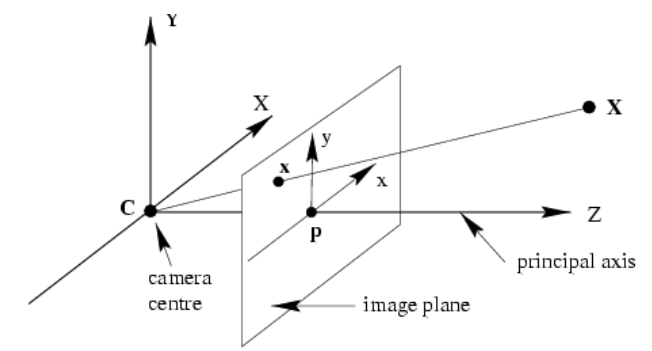 Y
X
y
x
X
x
C
Z
p
principal axis
camera
centre
image plane